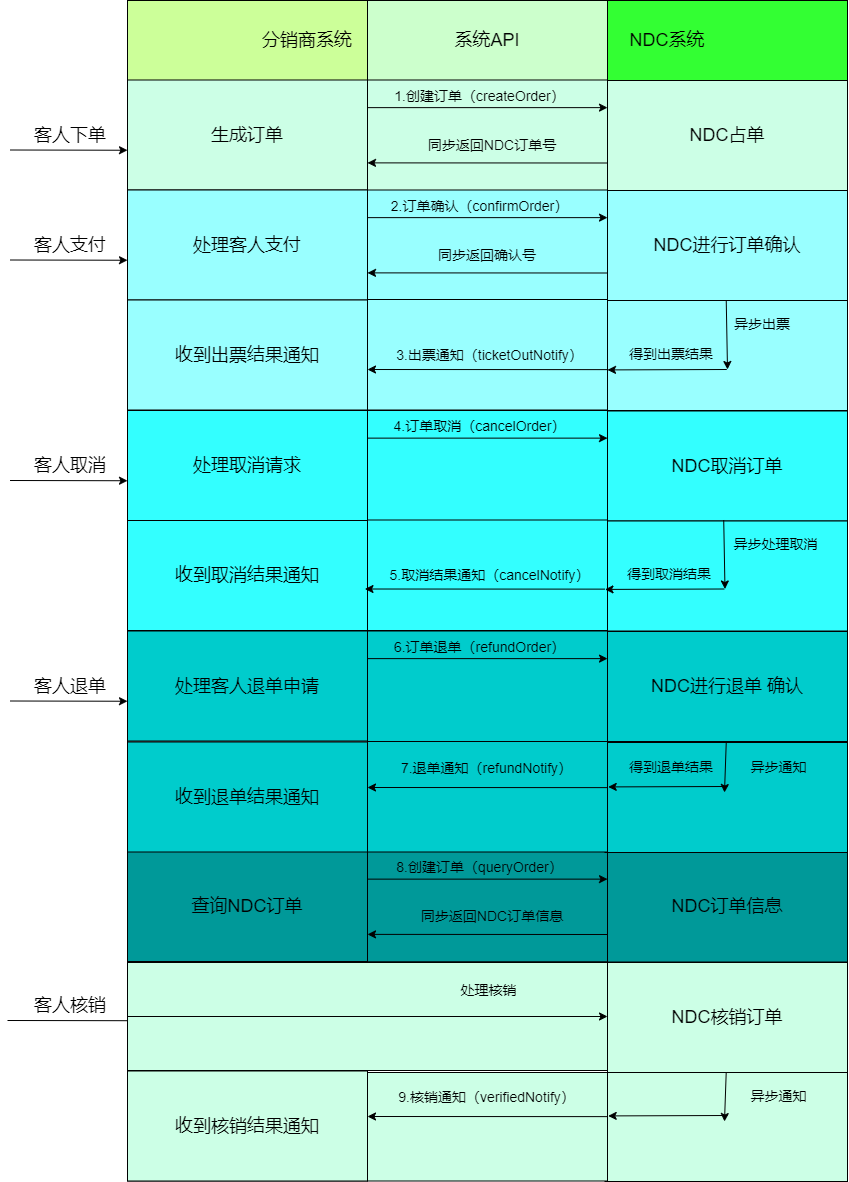 分销商系统
系统API
NDC系统
1.创建订单（createOrder）
客人下单
生成订单
NDC占单
同步返回NDC订单号
2.订单确认（confirmOrder）
客人支付
处理客人支付
NDC进行订单确认
同步返回确认号
异步出票
收到出票结果通知
3.出票通知（ticketOutNotify）
得到出票结果
4.订单取消（cancelOrder）
客人取消
处理取消请求
NDC取消订单
异步处理取消
收到取消结果通知
5.取消结果通知（cancelNotify）
得到取消结果
6.订单退单（refundOrder）
客人退单
处理客人退单申请
NDC进行退单 确认
7.退单通知（refundNotify）
得到退单结果
异步通知
收到退单结果通知
8.创建订单（queryOrder）
查询NDC订单
NDC订单信息
同步返回NDC订单信息
处理核销
客人核销
NDC核销订单
9.核销通知（verifiedNotify）
异步通知
收到核销结果通知